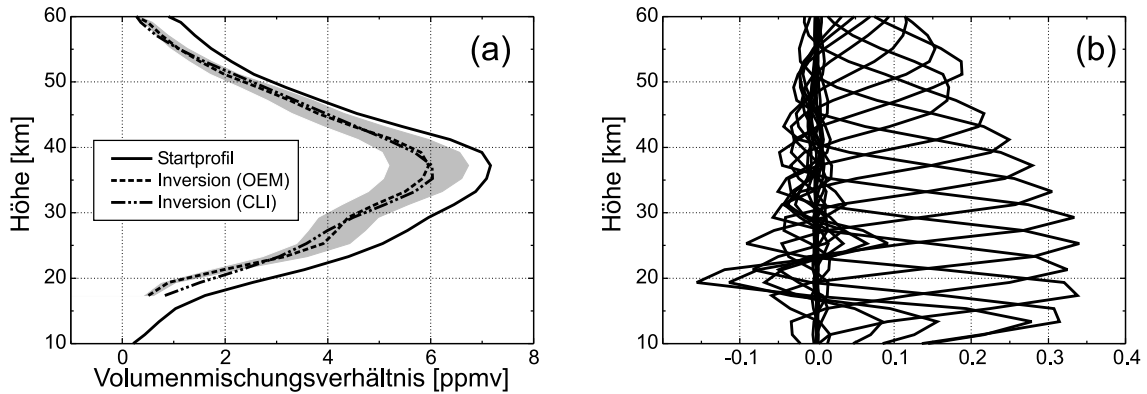 60
50
40
30
20
10
Höhe [km]
(a)
Startprofil
Inversion (OEM)
Inversion (CLI)
0 2 4 6 8
Volumenmischungsverhältnis [ppmv]
60
50
40
30
20
10
Höhe [km]
(b)
-0.1 0.0 0.1 0.2 0.3 0.4